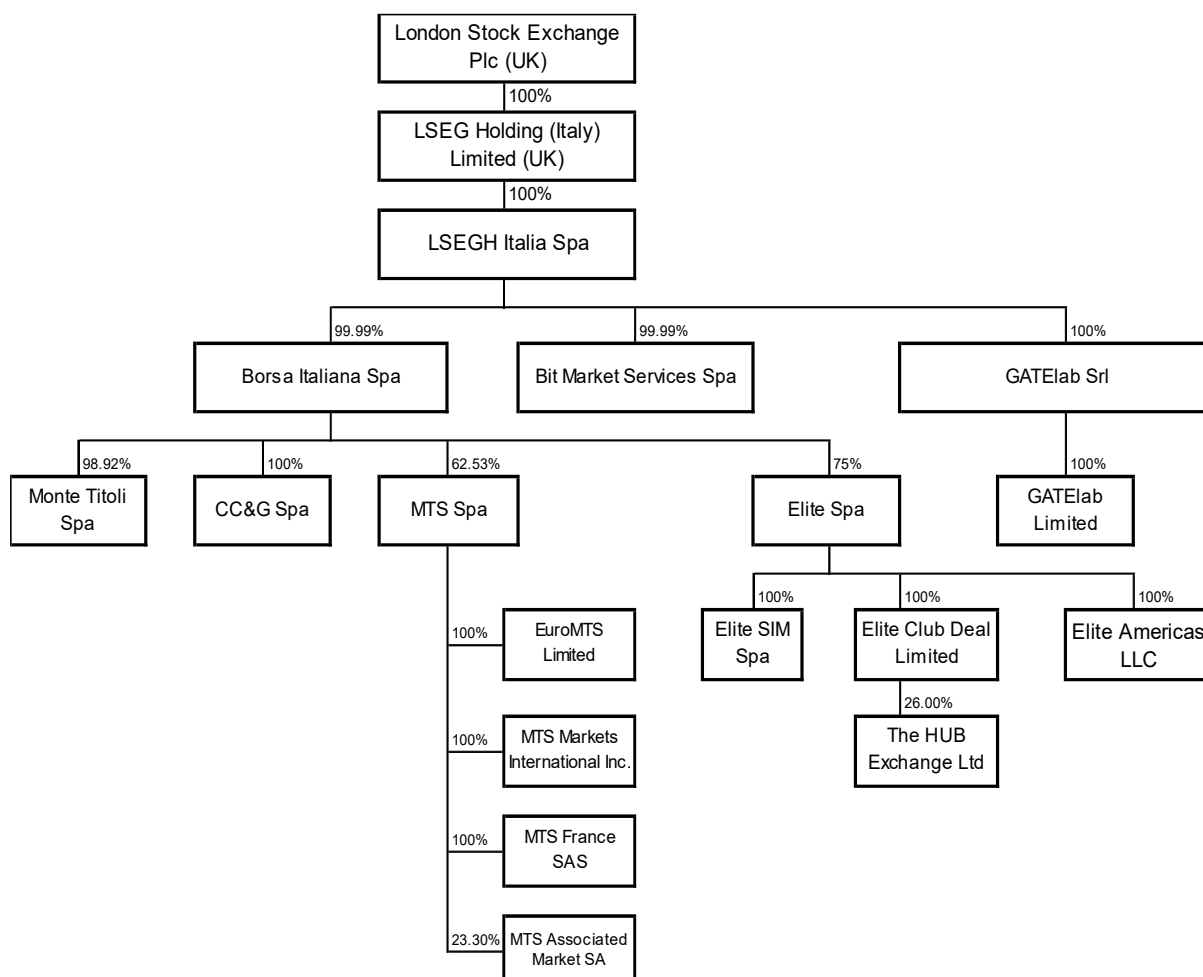 London Stock Exchange
Plc (UK)
100%
LSEG Holding (Italy)
Limited (UK)
100%
LSEGH Italia Spa
99.99%
99.99%
100%
Borsa Italiana Spa
Bit Market Services Spa
GATElab Srl
98.92%
100%
62.53%
75%
100%
Monte Titoli
Spa
CC&G Spa
MTS Spa
Elite Spa
GATElab
Limited
100%
100%
100%
Elite SIM
Spa
Elite Club Deal
Limited
Elite Americas
LLC
26.00%
The HUB
Exchange Ltd
100%
EuroMTS
Limited
100%
MTS Markets
International Inc.
100%
MTS France
SAS
23.30%
MTS Associated
Market SA